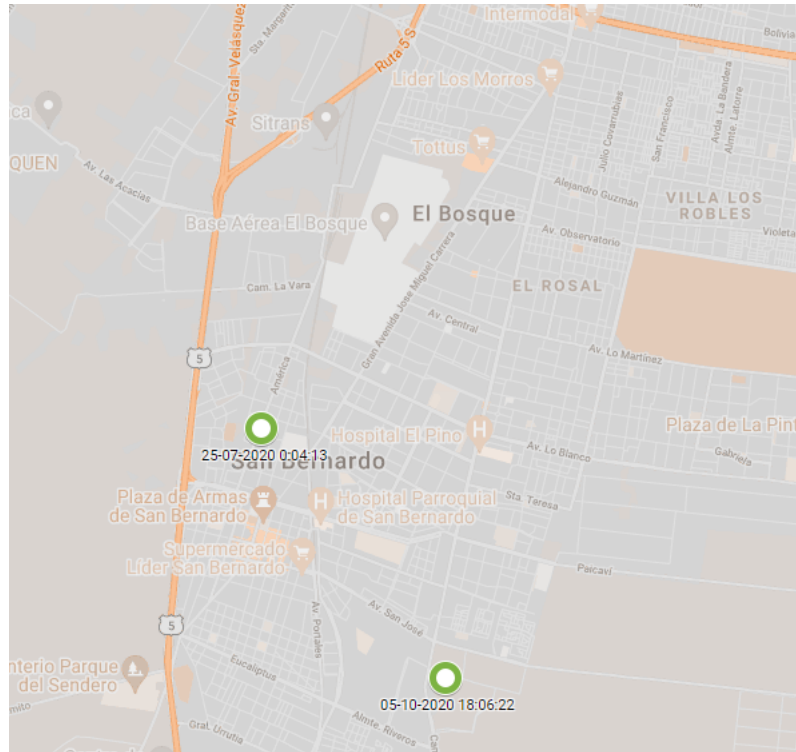 Intermodal
Bolivia
Sta. Margarit
Av. Gral. Velásquez
Ruta 5 S
Lider Los Morros
ca
Sitrans
Julio Covarrubias
San Francisco
Avda. La Bandera
Almte. Latorre
QUEN
Av. Las Acacias
Tottus
Alejandro Guzmán
VILLA LOS
ROBLES
El Bosque
Base Aérea El Bosque
Av. Observatorio
Violeta
Cam. La Vara
Gran Avenida Jose Miguel Carrera
EL ROSAL
Av. Central
5
América
Av. Lo Martínez
Hospital El Pino
Plaza de La Pint
25-07-2020 0:04:13
San Bernardo
Av. Lo Blanco
Gabriela
Plaza de Armas
de San Bernardo
Hospital Parroquial
de San Bernardo
Sta. Teresa
Supermercado
Lider San Bernardo
Paicaví
Av. Portales
Av. San José
5
Eucaliptus
nterio Parque
del Sendero
05-10-2020 18:06:22
mito
Gral. Urrutia
Almte. Riveros